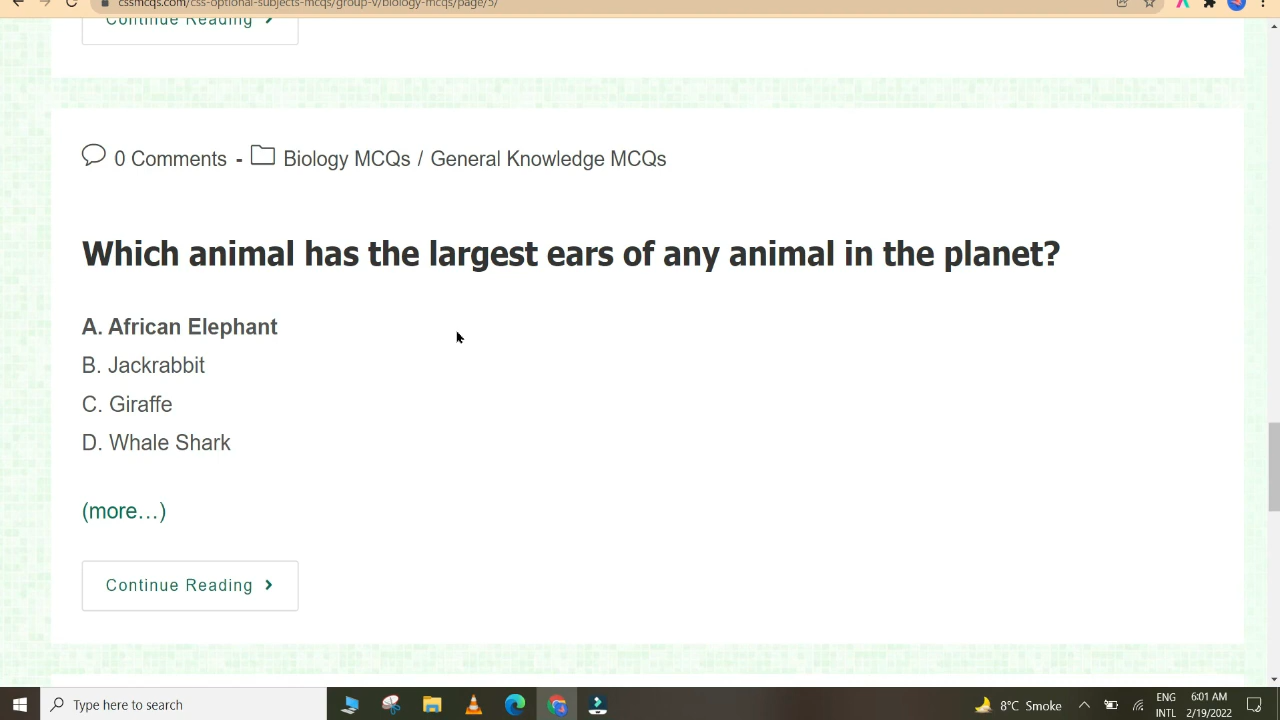 cssmcqs.com/css-optional-subjects-mcqs/group-v/biology-mcqs/page/5/
Continue Reading
0 Comments - Biology MCQs / General Knowledge MCQs
Which animal has the largest ears of any animal in the planet?
A. African Elephant
B. Jackrabbit
C. Giraffe
D. Whale Shark
(more…)
Continue Reading
Type here to search
8°C Smoke
ENG
INTL
6:01 AM
2/19/2022